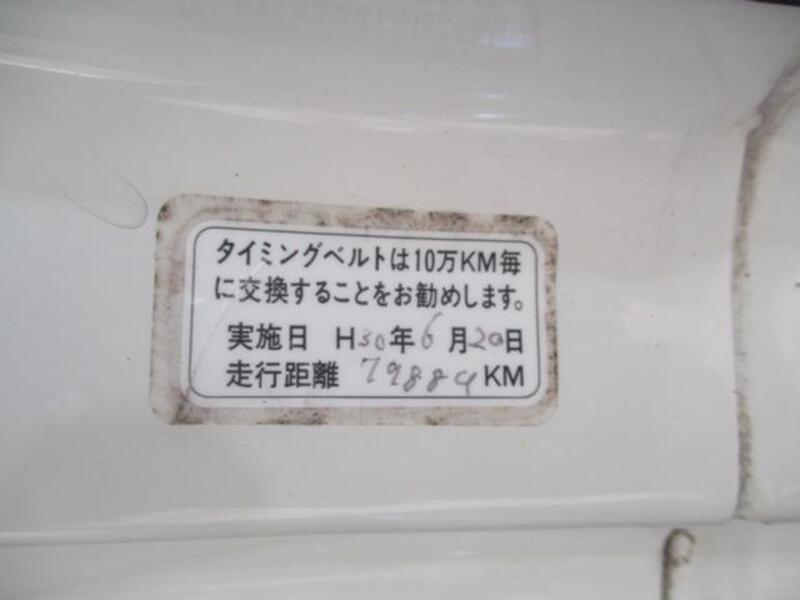 タイミングベルトは10万KM毎
に交換することをお勧めします。
実施日 H30年6月20日
走行距離 79884KM